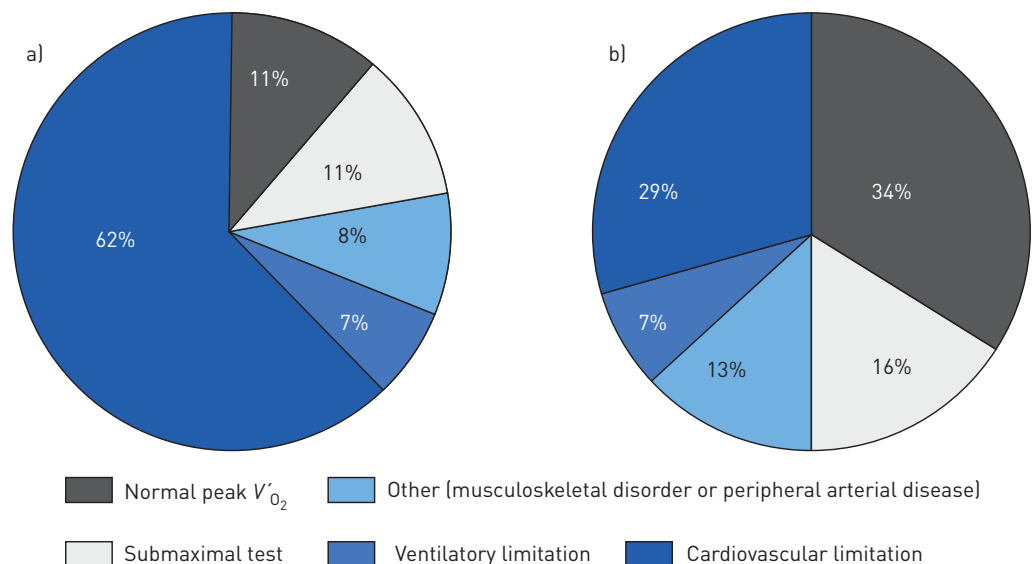 a)
11%
11%
8%
7%
62%
b)
34%
16%
13%
7%
29%
Normal peak V′O2
Other (musculoskeletal disorder or peripheral arterial disease)
Submaximal test
Ventilatory limitation
Cardiovascular limitation